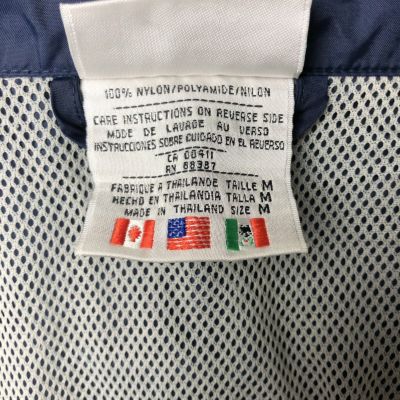 100% NYLON/POLYAMIDE/NILON
CARE INSTRUCTIONS ON REVERSE SIDE
MODE DE LAVAGE AU VERSO
INSTRUCCIONES SOBRE CUIDADO EN EL REVERSO
CA 00411
RN 68387
FABRIQUE A THAILANDE TAILLE M
HECHO EN THAILANDIA TALLA M
MADE IN THAILAND SIZE M